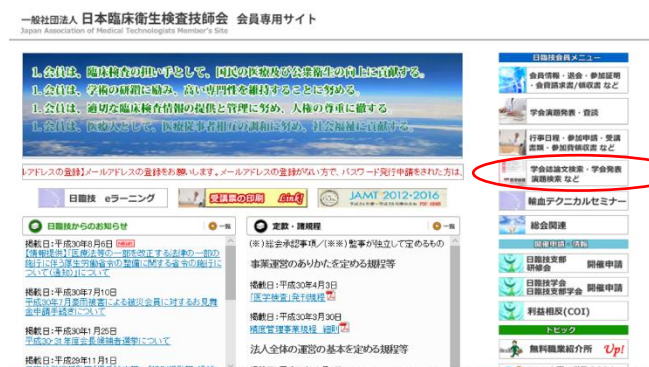 一般社団法人 日本臨床衛生検査技師会 会員専用サイト
Japan Association of Medical Technologists Member's Site
1.会員は、臨床検査の担い手として、国民の医療及び公衆衛生の向上に貢献する。
1.会員は、学術の研鑽に励み、高い専門性を維持することに努める。
1.会員は、適切な臨床検査情報の提供と管理に努め、人権の尊重に徹する。
1.会員は、医療人として、医療従事者相互の調和に努め、社会福祉に貢献する。
レアドレスの登録】メールアドレスの登録をお願いします。メールアドレスの登録がない方で、パスワード発行申請をされた方は、
日臨技 eラーニング
受講票の印刷 Link
JAMT 2012-2016
日臨技からのお知らせ
一覧
掲載日:平成30年8月6日
【情報提供】「医療法等の一部を改正する法律の一部の
施行に伴う厚生労働省令の整備に関する省令の施行に
ついて(通知)」について
掲載日:平成30年7月10日
平成30年7月豪雨被害による被災会員に対するお見舞
金申請手続きについて
掲載日:平成30年1月25日
平成30-31年度会長候補者選挙について
掲載日:平成29年11月1日
定款・諸規程
一覧
(※)総会承認事項/(※※)監事が独立して定めるもの
事業運営のありかたを定める規程等
掲載日:平成30年4月3日
「医学検査」発刊規程
掲載日:平成30年3月30日
精度管理事業規程 細則
法人全体の運営の基本を定める規程等
日臨技会員メニュー
会員情報・退会・参加証明
・会費請求書/領収書 など
学会演題発表・査読
行事日程・参加申請・受講
書類・参加費領収書 など
学会誌論文検索・学会発表
演題検索 など
輸血テクニカルセミナー
総会関連
開催申請・情報
日臨技支部
研修会
開催申請
日臨技学会
日臨技支部学会
開催申請
利益相反(COI)
トピック
無料職業紹介所 Up!